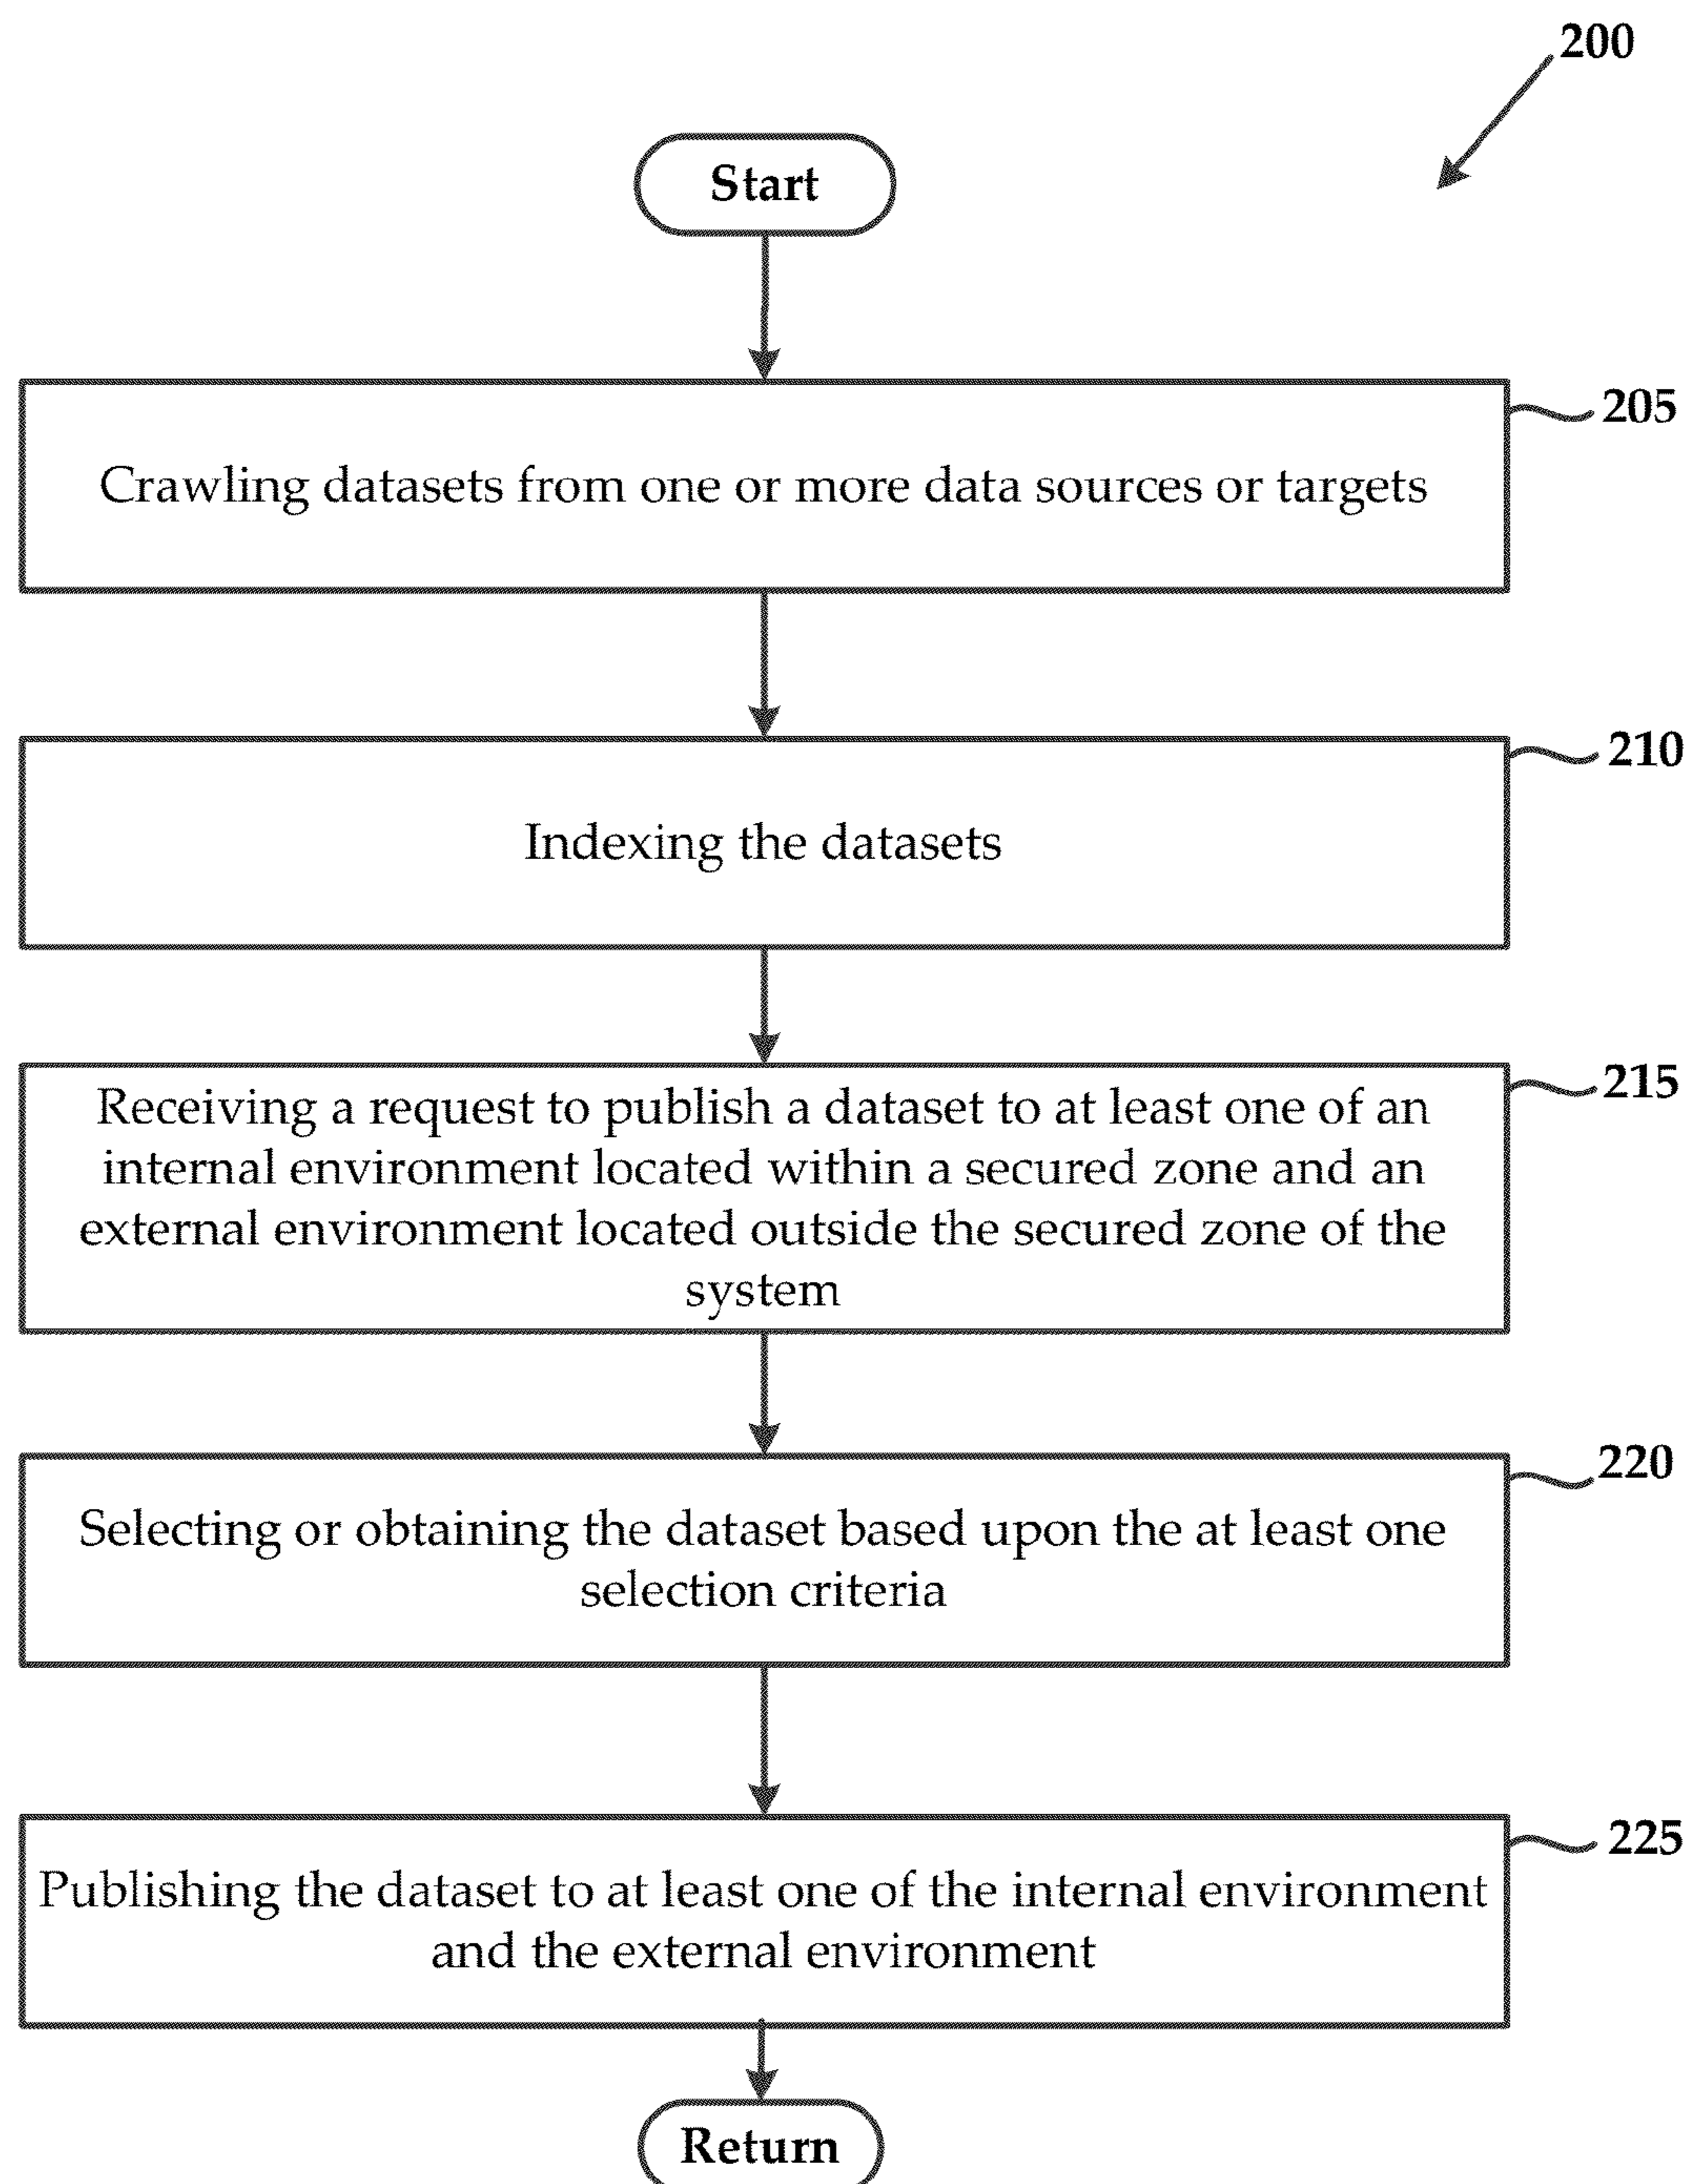 200
Start
205
Crawling datasets from one or more data sources or targets
210
Indexing the datasets
215
Receiving a request to publish a dataset to at least one of an
internal environment located within a secured zone and an
external environment located outside the secured zone of the
system
220
Selecting or obtaining the dataset based upon the at least one
selection criteria
225
Publishing the dataset to at least one of the internal environment
and the external environment
Return